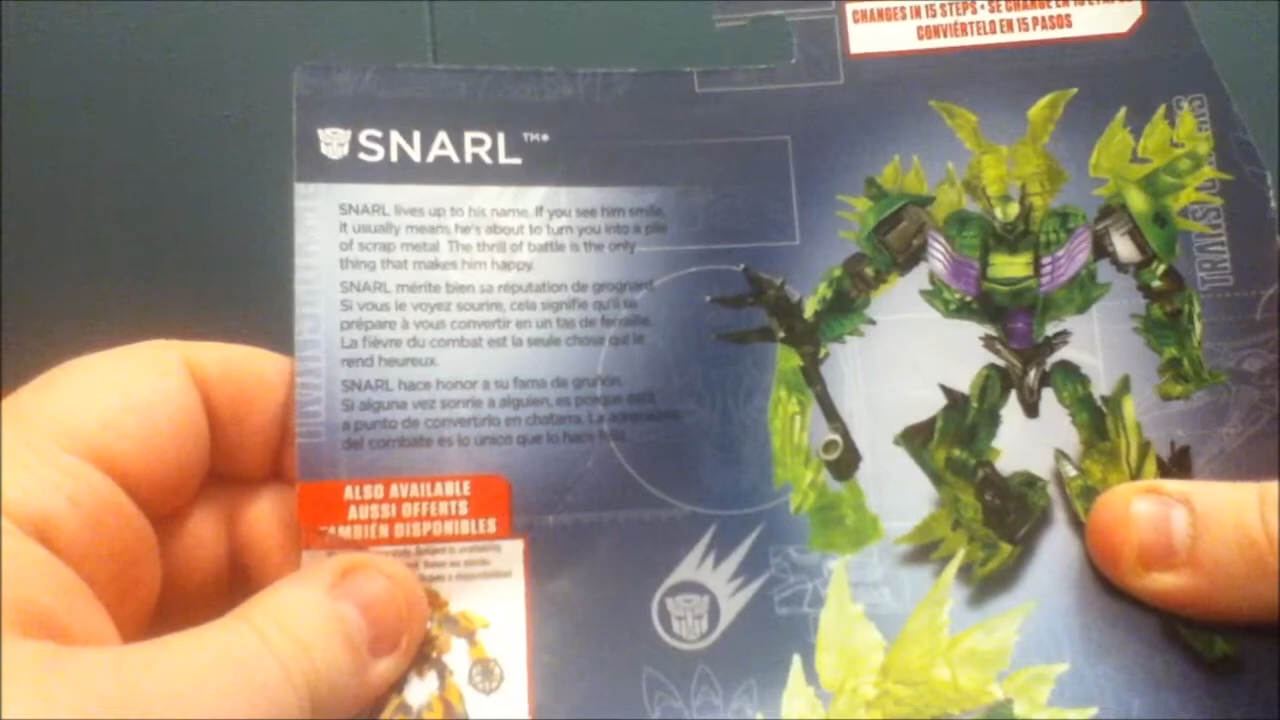 CHANGES IN 15 STEPS • SE CHANGE EN 15
CONVIÉRTELO EN 15 PASOS
SNARL™
SNARL lives up to his name. If you see him smile,
it usually means he's about to turn you into a pile
of scrap metal. The thrill of battle is the only
thing that makes him happy.
SNARL mérite bien sa réputation de grognard.
Si vous le voyez sourire, cela signifie qu'il se
prépare à vous convertir en un tas de ferraille.
La fièvre du combat est la seule chose qui le
rend heureux.
SNARL hace honor a su fama de gruñón.
Si alguna vez sonríe a alguien, es porque está
a punto de convertirlo en chatarra. La adrenalina
del combate es lo único que lo hace feliz.
ALSO AVAILABLE
AUSSI OFFERTS
TAMBIÉN DISPONIBLES